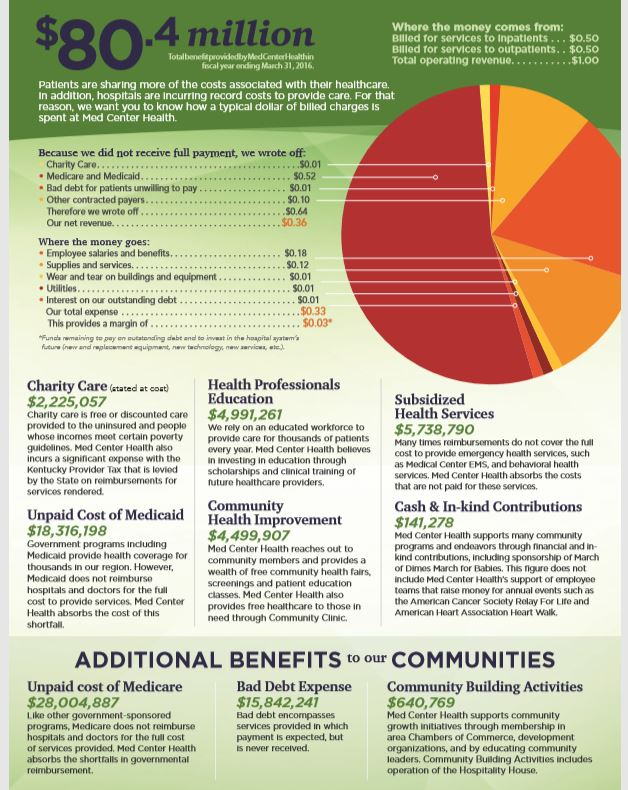 $80.4 million
Total benefit provided by Med Center Health in
fiscal year ending March 31, 2016.
Where the money comes from:
Billed for services to inpatients . . . $0.50
Billed for services to outpatients. . $0.50
Total operating revenue. . . . . . . . . . $1.00
Patients are sharing more of the costs associated with their healthcare.
In addition, hospitals are incurring record costs to provide care. For that
reason, we want you to know how a typical dollar of billed charges is
spent at Med Center Health.
Because we did not receive full payment, we wrote off:
Charity Care. . . . . . . . . . $0.01
• Medicare and Medicaid. . . . . . . . . . $0.52
• Bad debt for patients unwilling to pay . . . . . . . . . . $0.01
• Other contracted payers. . . . . . . . . . $0.10
Therefore we wrote off . . . . . . . . . . $0.64
Our net revenue. . . . . . . . . . $0.36
Where the money goes:
• Employee salaries and benefits. . . . . . . . . . $0.18
• Supplies and services. . . . . . . . . . $0.12
• Wear and tear on buildings and equipment . . . . . . . . . . $0.01
• Utilities. . . . . . . . . . $0.01
• Interest on our outstanding debt . . . . . . . . . . $0.01
Our total expense . . . . . . . . . . $0.33
This provides a margin of . . . . . . . . . . $0.03*
*Funds remaining to pay on outstanding debt and to invest in the hospital system's
future (new and replacement equipment, new technology, new services, etc.).
Charity Care (stated at cost)
$2,225,057
Charity care is free or discounted care
provided to the uninsured and people
whose incomes meet certain poverty
guidelines. Med Center Health also
incurs a significant expense with the
Kentucky Provider Tax that is levied
by the State on reimbursements for
services rendered.
Unpaid Cost of Medicaid
$18,316,198
Government programs including
Medicaid provide health coverage for
thousands in our region. However,
Medicaid does not reimburse
hospitals and doctors for the full
cost to provide services. Med Center
Health absorbs the cost of this
shortfall.
Health Professionals
Education
$4,991,261
We rely on an educated workforce to
provide care for thousands of patients
every year. Med Center Health believes
in investing in education through
scholarships and clinical training of
future healthcare providers.
Community
Health Improvement
$4,499,907
Med Center Health reaches out to
community members and provides a
wealth of free community health fairs,
screenings and patient education
classes. Med Center Health also
provides free healthcare to those in
need through Community Clinic.
Subsidized
Health Services
$5,738,790
Many times reimbursements do not cover the full
cost to provide emergency health services, such
as Medical Center EMS, and behavioral health
services. Med Center Health absorbs the costs
that are not paid for these services.
Cash & In-kind Contributions
$141,278
Med Center Health supports many community
programs and endeavors through financial and in-
kind contributions, including sponsorship of March
of Dimes March for Babies. This figure does not
include Med Center Health's support of employee
teams that raise money for annual events such as
the American Cancer Society Relay For Life and
American Heart Association Heart Walk.
ADDITIONAL BENEFITS to our COMMUNITIES
Unpaid cost of Medicare
$28,004,887
Like other government-sponsored
programs, Medicare does not reimburse
hospitals and doctors for the full cost
of services provided. Med Center Health
absorbs the shortfalls in governmental
reimbursement.
Bad Debt Expense
$15,842,241
Bad debt encompasses
services provided in which
payment is expected, but
is never received.
Community Building Activities
$640,769
Med Center Health supports community
growth initiatives through membership in
area Chambers of Commerce, development
organizations, and by educating community
leaders. Community Building Activities includes
operation of the Hospitality House.